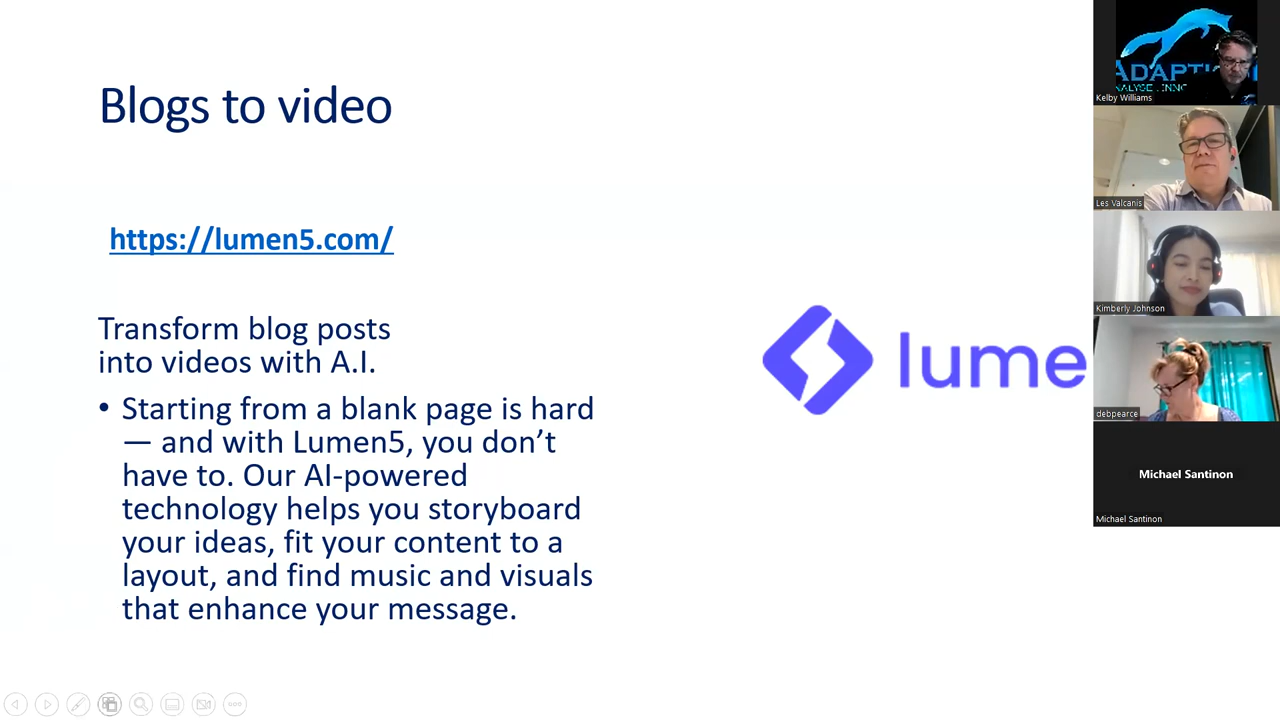 Blogs to video
https://lumen5.com/
Transform blog posts
into videos with A.I.
• Starting from a blank page is hard
— and with Lumen5, you don’t
have to. Our AI-powered
technology helps you storyboard
your ideas, fit your content to a
layout, and find music and visuals
that enhance your message.
lume
Kelby Williams
Les Valcanis
Kimberly Johnson
debpearce
Michael Santinon
Michael Santinon